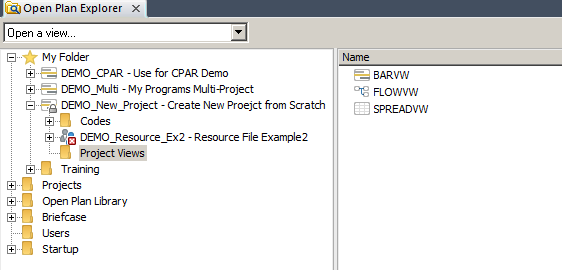 Open Plan Explorer
Open a view...
My Folder
DEMO_CPAR - Use for CPAR Demo
DEMO_Multi - My Programs Multi-Project
DEMO_New_Project - Create New Proejct from Scratch
Codes
DEMO_Resource_Ex2 - Resource File Example2
Project Views
Training
Projects
Open Plan Library
Briefcase
Users
Startup
Name
BARVW
FLOWVW
SPREADVW